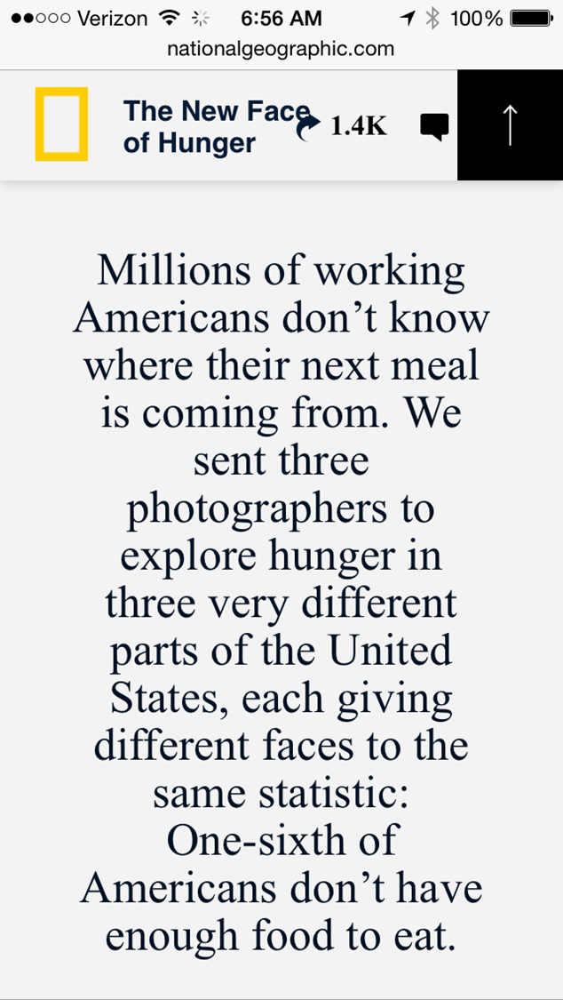 Verizon 6:56 AM 100%
nationalgeographic.com
The New Face
of Hunger
1.4K
Millions of working
Americans don’t know
where their next meal
is coming from. We
sent three
photographers to
explore hunger in
three very different
parts of the United
States, each giving
different faces to the
same statistic:
One-sixth of
Americans don’t have
enough food to eat.